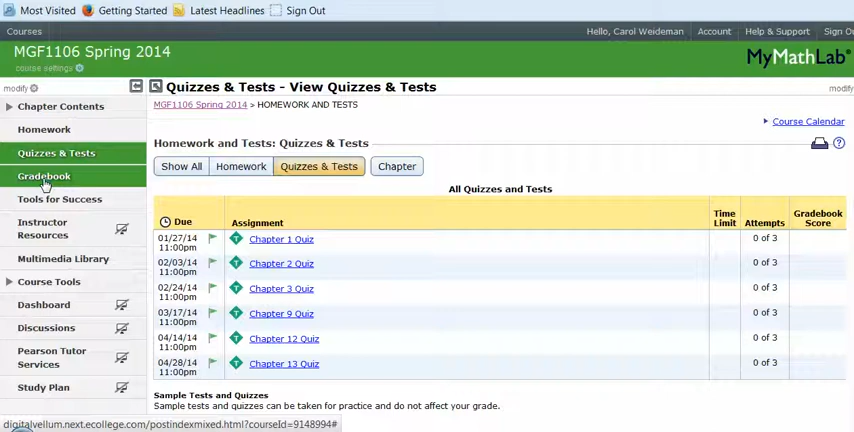 Most Visited Getting Started Latest Headlines Sign Out
Courses Hello, Carol Weideman Account Help & Support Sign O
MGF1106 Spring 2014
course settings
MyMathLab®
modify
Chapter Contents
Homework
Quizzes & Tests
Gradebook
Tools for Success
Instructor
Resources
Multimedia Library
Course Tools
Dashboard
Discussions
Pearson Tutor
Services
Study Plan
Quizzes & Tests - View Quizzes & Tests
modify
MGF1106 Spring 2014 > HOMEWORK AND TESTS
Course Calendar
Homework and Tests: Quizzes & Tests
Show All Homework Quizzes & Tests Chapter
All Quizzes and Tests
Due Assignment Time Limit Attempts Gradebook Score
01/27/14 11:00pm Chapter 1 Quiz 0 of 3
02/03/14 11:00pm Chapter 2 Quiz 0 of 3
02/24/14 11:00pm Chapter 3 Quiz 0 of 3
03/17/14 11:00pm Chapter 9 Quiz 0 of 3
04/14/14 11:00pm Chapter 12 Quiz 0 of 3
04/28/14 11:00pm Chapter 13 Quiz 0 of 3
Sample Tests and Quizzes
Sample tests and quizzes can be taken for practice and do not affect your grade.
digitalvellum.next.ecollege.com/postindexmixed.html?courseId=9148994#